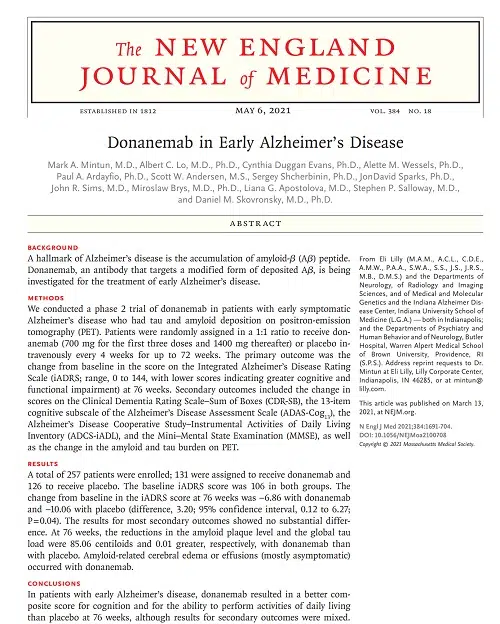 The NEW ENGLAND
JOURNAL of MEDICINE
ESTABLISHED IN 1812
MAY 6, 2021
VOL. 384 NO. 18
Donanemab in Early Alzheimer's Disease
Mark A. Mintun, M.D., Albert C. Lo, M.D., Ph.D., Cynthia Duggan Evans, Ph.D., Alette M. Wessels, Ph.D.,
Paul A. Ardayfio, Ph.D., Scott W. Andersen, M.S., Sergey Shcherbinin, Ph.D., JonDavid Sparks, Ph.D.,
John R. Sims, M.D., Miroslaw Brys, M.D., Ph.D., Liana G. Apostolova, M.D., Stephen P. Salloway, M.D.,
and Daniel M. Skovronsky, M.D., Ph.D.
ABSTRACT
BACKGROUND
A hallmark of Alzheimer's disease is the accumulation of amyloid-β (Aβ) peptide.
Donanemab, an antibody that targets a modified form of deposited Aβ, is being
investigated for the treatment of early Alzheimer's disease.
METHODS
We conducted a phase 2 trial of donanemab in patients with early symptomatic
Alzheimer's disease who had tau and amyloid deposition on positron-emission
tomography (PET). Patients were randomly assigned in a 1:1 ratio to receive don-
anemab (700 mg for the first three doses and 1400 mg thereafter) or placebo in-
travenously every 4 weeks for up to 72 weeks. The primary outcome was the
change from baseline in the score on the Integrated Alzheimer's Disease Rating
Scale (iADRS; range, 0 to 144, with lower scores indicating greater cognitive and
functional impairment) at 76 weeks. Secondary outcomes included the change in
scores on the Clinical Dementia Rating Scale–Sum of Boxes (CDR-SB), the 13-item
cognitive subscale of the Alzheimer's Disease Assessment Scale (ADAS-Cog13), the
Alzheimer's Disease Cooperative Study–Instrumental Activities of Daily Living
Inventory (ADCS-iADL), and the Mini–Mental State Examination (MMSE), as well
as the change in the amyloid and tau burden on PET.
RESULTS
A total of 257 patients were enrolled; 131 were assigned to receive donanemab and
126 to receive placebo. The baseline iADRS score was 106 in both groups. The
change from baseline in the iADRS score at 76 weeks was −6.86 with donanemab
and −10.06 with placebo (difference, 3.20; 95% confidence interval, 0.12 to 6.27;
P=0.04). The results for most secondary outcomes showed no substantial differ-
ence. At 76 weeks, the reductions in the amyloid plaque level and the global tau
load were 85.06 centiloids and 0.01 greater, respectively, with donanemab than
with placebo. Amyloid-related cerebral edema or effusions (mostly asymptomatic)
occurred with donanemab.
CONCLUSIONS
In patients with early Alzheimer's disease, donanemab resulted in a better com-
posite score for cognition and for the ability to perform activities of daily living
than placebo at 76 weeks, although results for secondary outcomes were mixed.
From Eli Lilly (M.A.M., A.C.L., C.D.E.,
A.M.W., P.A.A., S.W.A., S.S., J.S., J.R.S.,
M.B., D.M.S.) and the Departments of
Neurology, of Radiology and Imaging
Sciences, and of Medical and Molecular
Genetics and the Indiana Alzheimer Dis-
ease Center, Indiana University School of
Medicine (L.G.A.) — both in Indianapolis;
and the Departments of Psychiatry and
Human Behavior and of Neurology, Butler
Hospital, Warren Alpert Medical School
of Brown University, Providence, RI
(S.P.S.). Address reprint requests to Dr.
Mintun at Eli Lilly, Lilly Corporate Center,
Indianapolis, IN 46285, or at mintun@
lilly.com.
This article was published on March 13,
2021, at NEJM.org.
N Engl J Med 2021;384:1691-704.
DOI: 10.1056/NEJMoa2100708
Copyright © 2021 Massachusetts Medical Society.